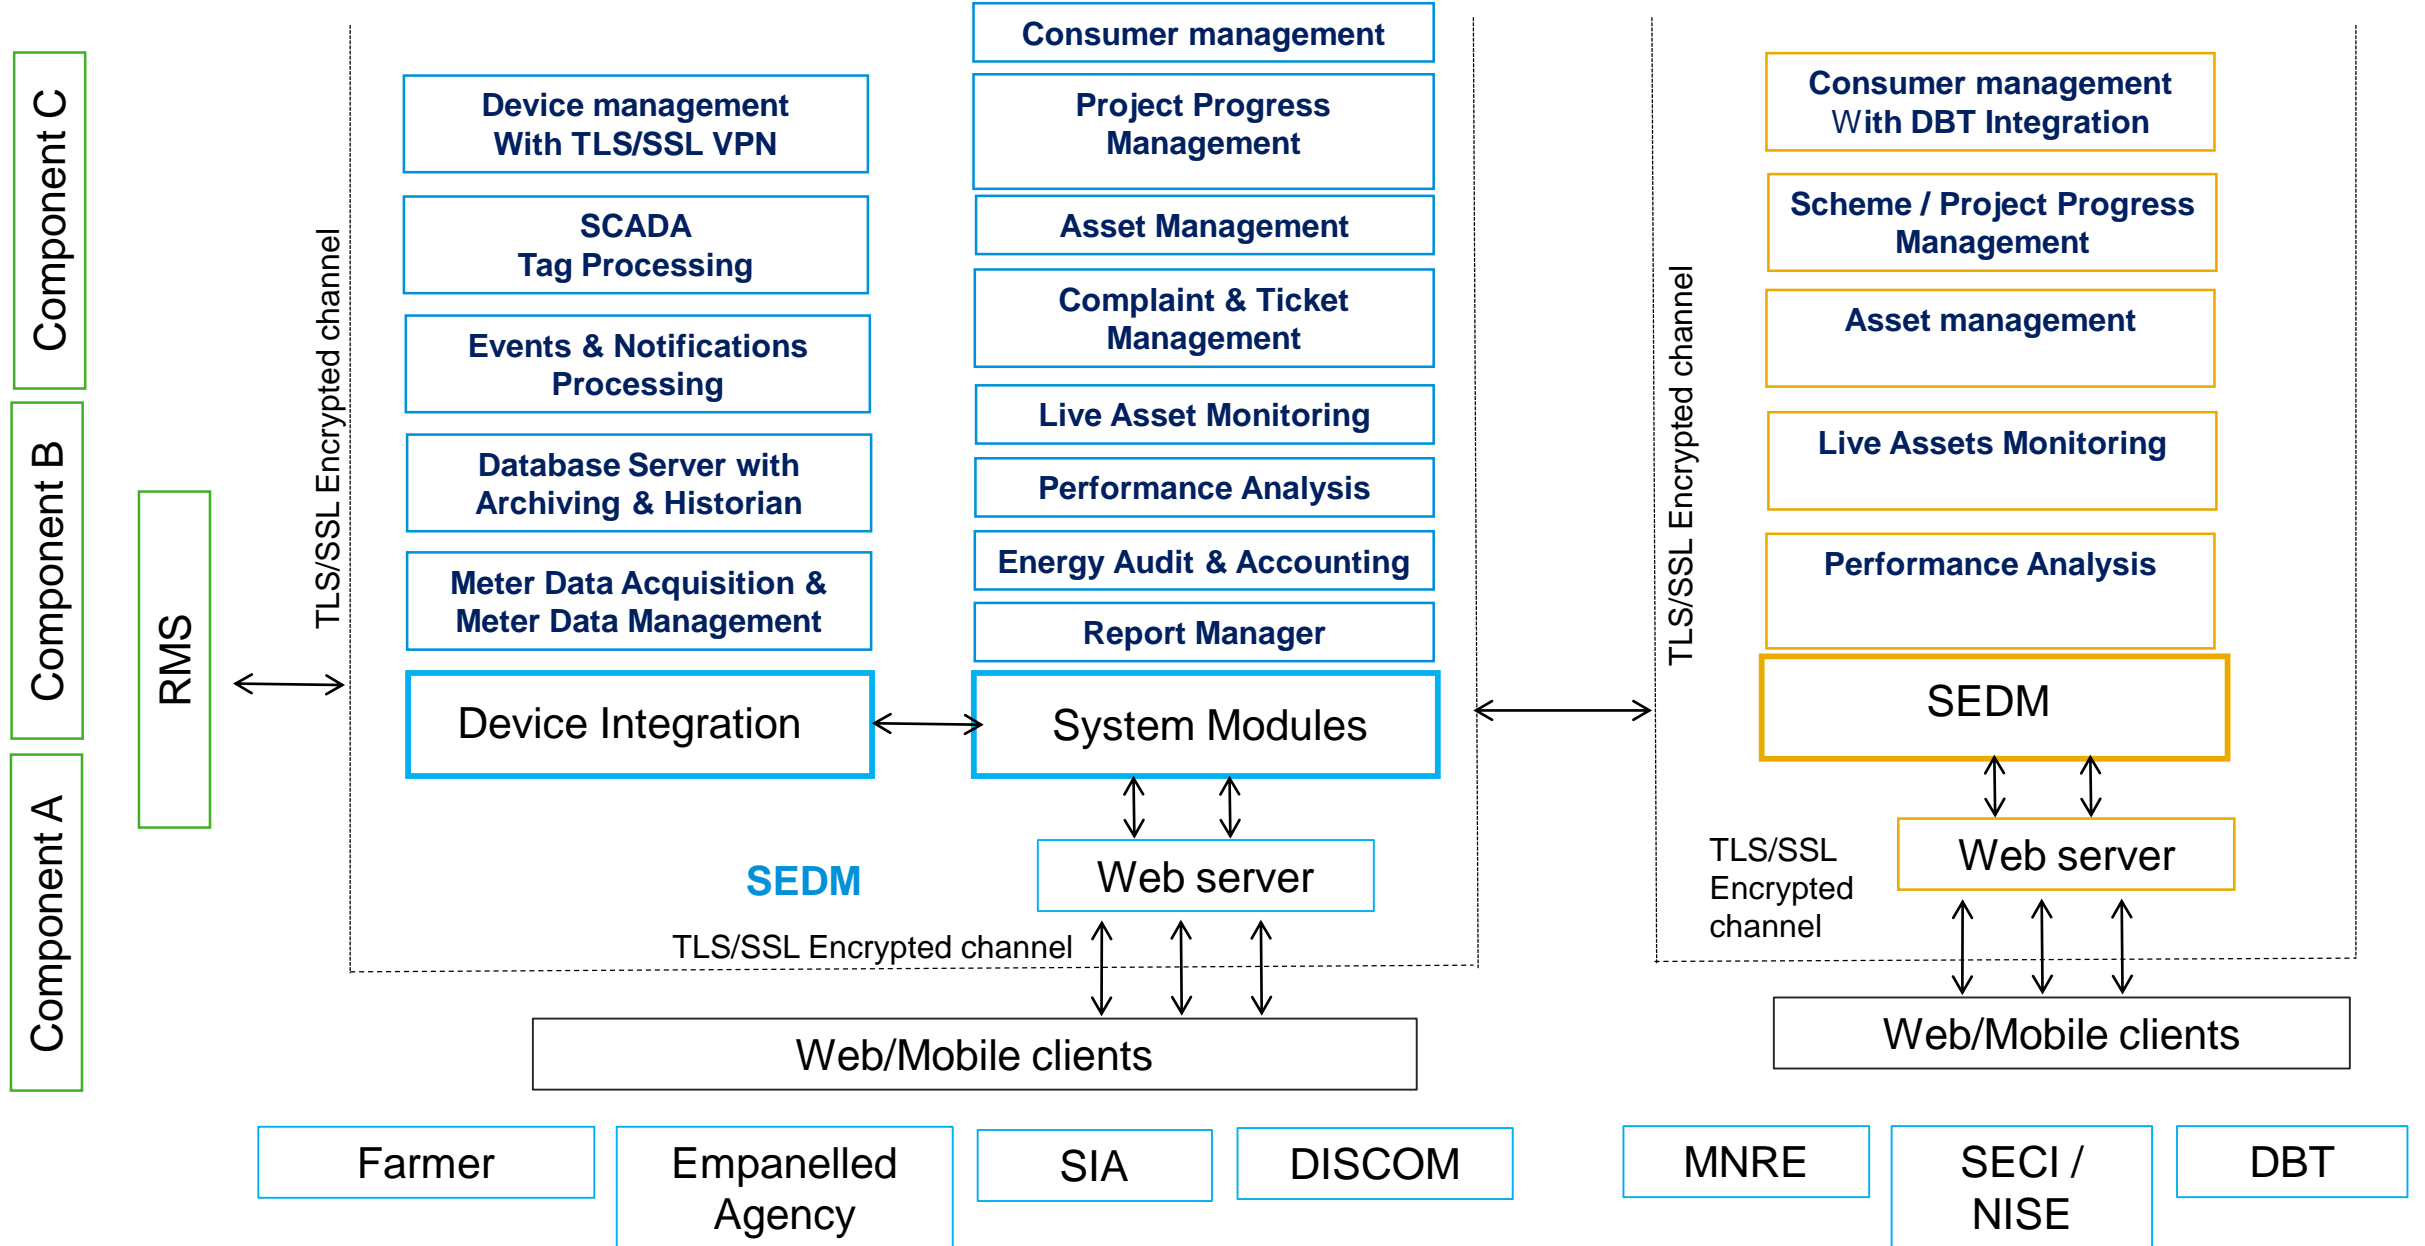 Component C
Component B
Component A
RMS
TLS/SSL Encrypted channel
Device management
With TLS/SSL VPN
SCADA
Tag Processing
Events & Notifications
Processing
Database Server with
Archiving & Historian
Meter Data Acquisition &
Meter Data Management
Device Integration
Consumer management
Project Progress
Management
Asset Management
Complaint & Ticket
Management
Live Asset Monitoring
Performance Analysis
Energy Audit & Accounting
Report Manager
System Modules
SEDM
Web server
TLS/SSL Encrypted channel
Web/Mobile clients
Farmer
Empanelled
Agency
SIA
DISCOM
TLS/SSL Encrypted channel
Consumer management
With DBT Integration
Scheme / Project Progress
Management
Asset management
Live Assets Monitoring
Performance Analysis
SEDM
Web server
TLS/SSL
Encrypted
channel
Web/Mobile clients
MNRE
SECI /
NISE
DBT